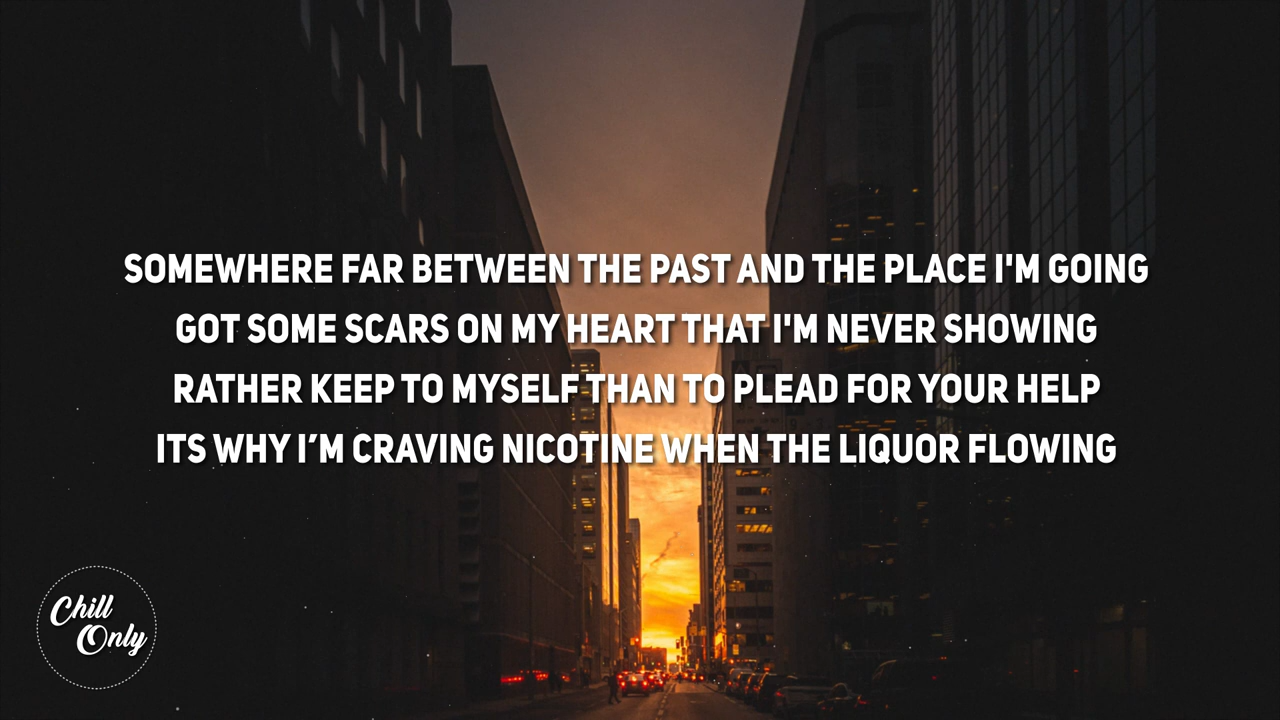 SOMEWHERE FAR BETWEEN THE PAST AND THE PLACE I'M GOING
GOT SOME SCARS ON MY HEART THAT I'M NEVER SHOWING
RATHER KEEP TO MYSELF THAN TO PLEAD FOR YOUR HELP
ITS WHY I’M CRAVING NICOTINE WHEN THE LIQUOR FLOWING
Chill
Only